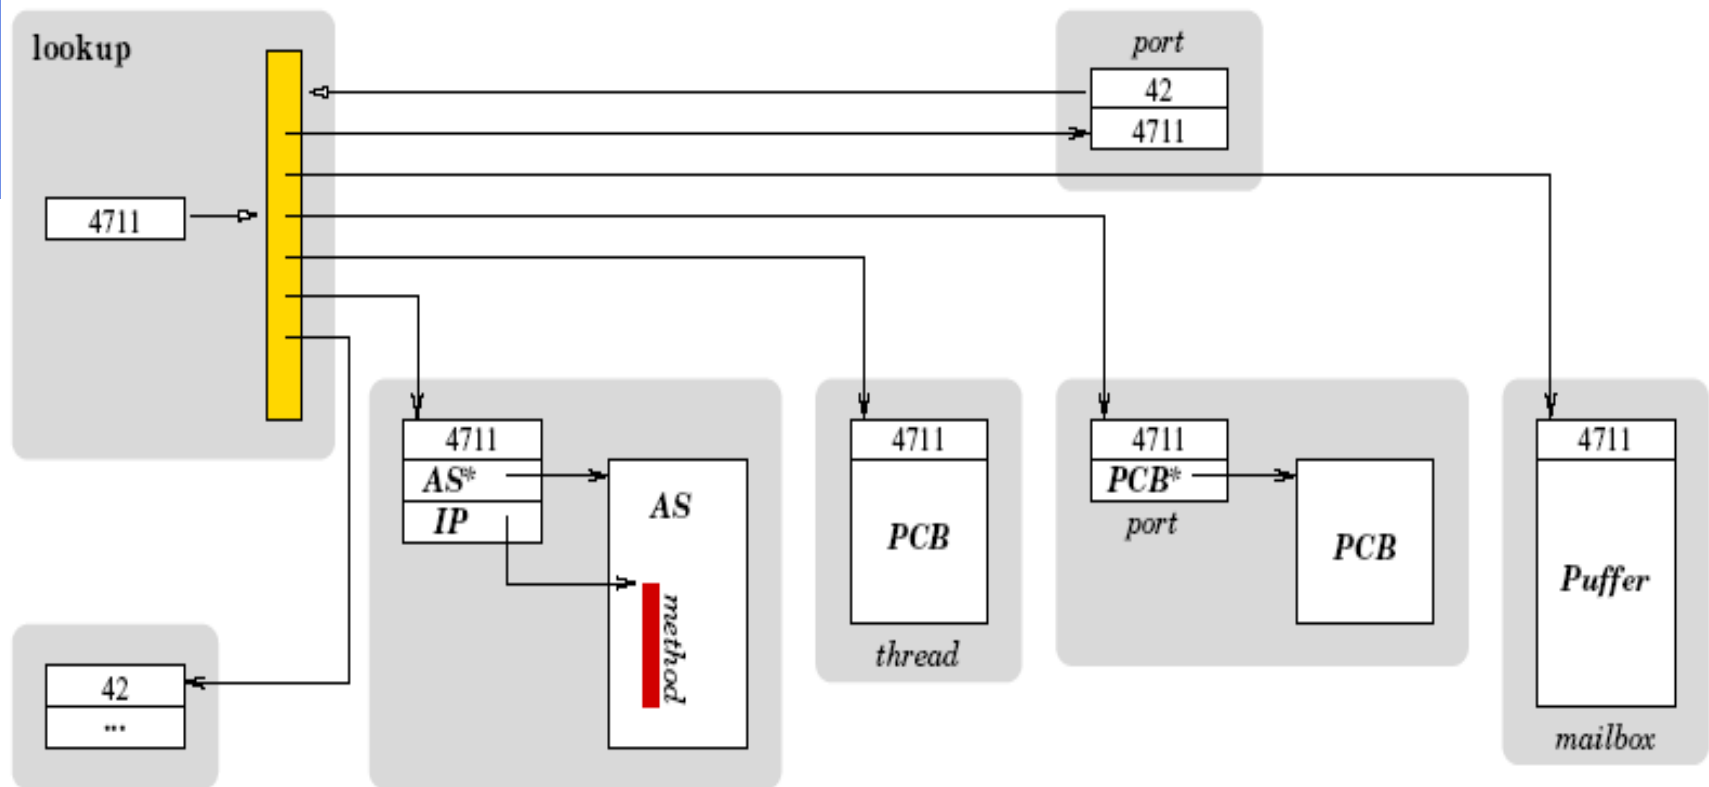 lookup
port
42
4711
4711
4711
AS*
IP
AS
method
4711
PCB
thread
4711
PCB*
port
PCB
4711
Puffer
mailbox
42
...